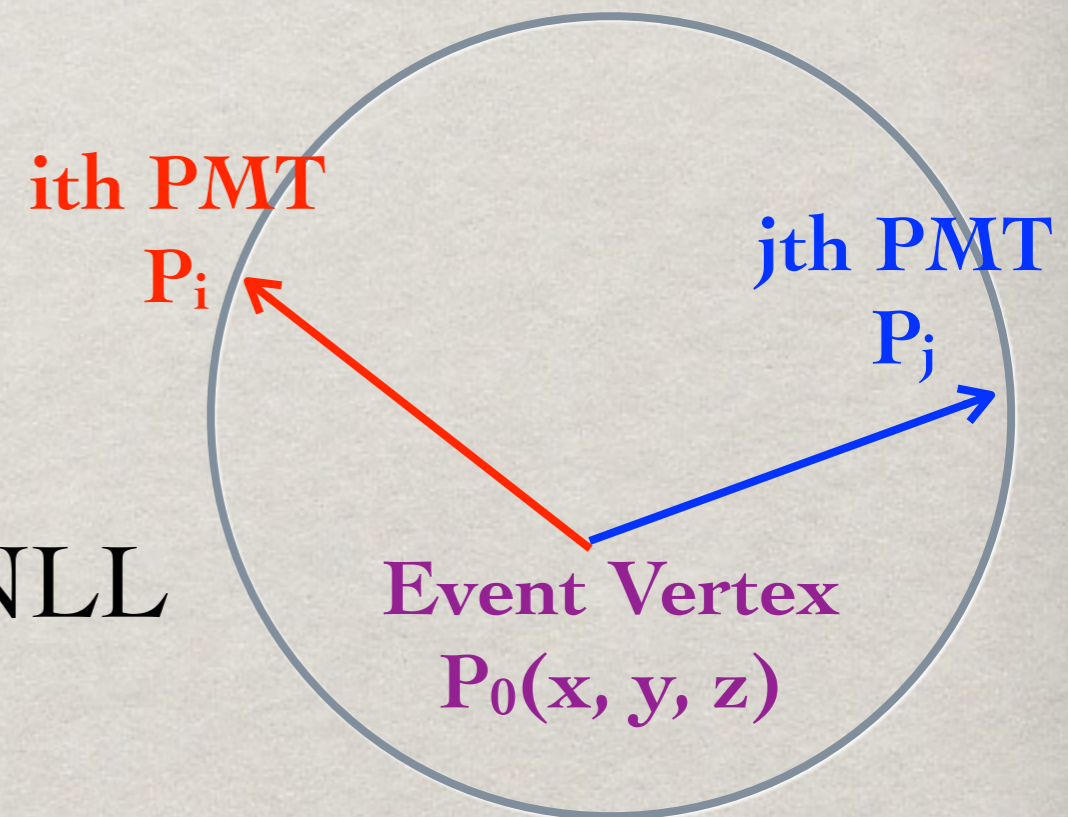 ith PMT
Pᵢ
jth PMT
Pⱼ
NLL
Event Vertex
P₀(x, y, z)